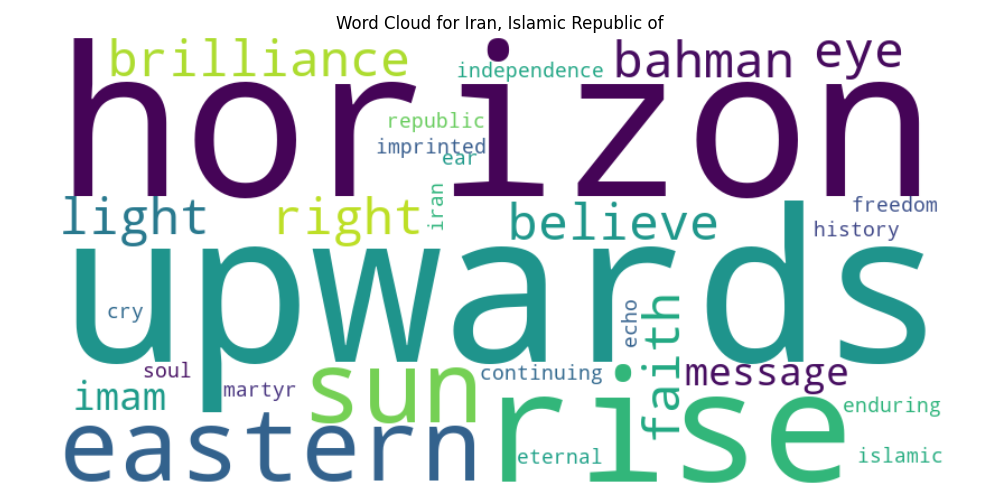 Word Cloud for Iran, Islamic Republic of
brilliance
independence
bahman
eye
horizon
republic
imprinted
ear
iran
light
right
believe
freedom
history
upwards
cry
echo
faith
soul
martyr
sun
continuing
message
imam
rise
enduring
eastern
eternal
islamic